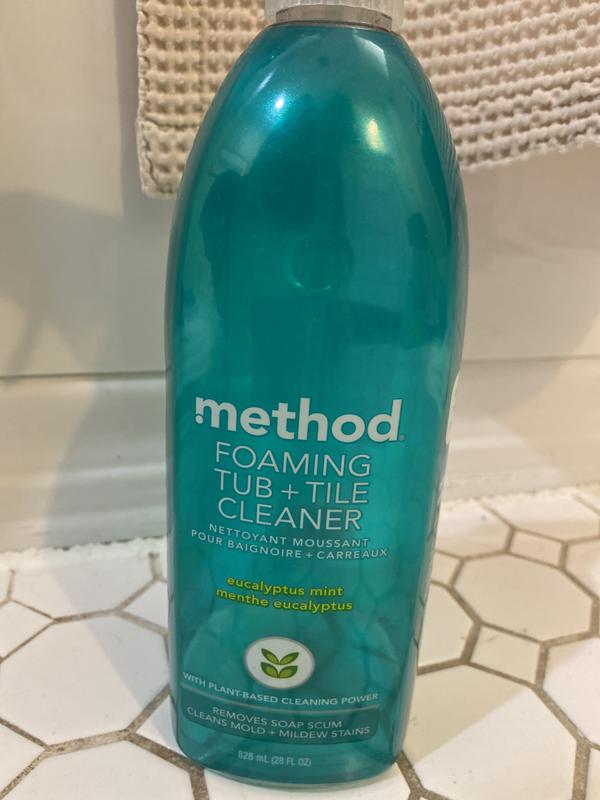 method
FOAMING
TUB + TILE
CLEANER
NETTOYANT MOUSSANT
POUR BAIGNOIRE + CARREAUX
eucalyptus mint
menthe eucalyptus
WITH PLANT-BASED CLEANING POWER
REMOVES SOAP SCUM
CLEANS MOLD + MILDEW STAINS
828 mL (28 FL OZ)